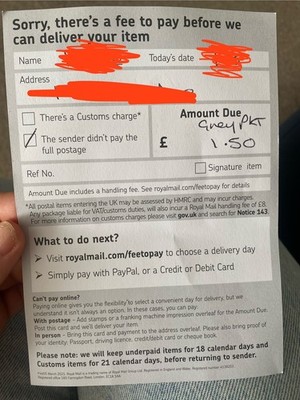 Sorry, there's a fee to pay before we
can deliver your item
Name
Today's date
Address
There's a Customs charge*
The sender didn't pay the
full postage
Amount Due
Grey PKT
£ 1.50
Ref No.
Signature item
Amount Due includes a handling fee. See royalmail.com/feetopay for details
*All postal items entering the UK may be assessed by HMRC and may incur charges.
Any package liable for VAT/customs duties, will also incur a Royal Mail handling fee of £8.
For more information on customs charges please visit gov.uk and search for Notice 143.
What to do next?
➤ Visit royalmail.com/feetopay to choose a delivery day
➤ Simply pay with PayPal, or a Credit or Debit Card
Can't pay online?
Paying online gives you the flexibility to select a convenient day for delivery, but we
understand it isn't always an option. In these cases, you can pay:
With postage - Add stamps or a franking machine impression overleaf for the Amount Due.
Post this card and we'll deliver your item.
In person - Bring this card and payment to the address overleaf. Please also bring proof of
your identity: Passport, driving licence, credit/debit card or cheque book.
Please note: we will keep underpaid items for 18 calendar days and
Customs items for 21 calendar days, before returning to sender.